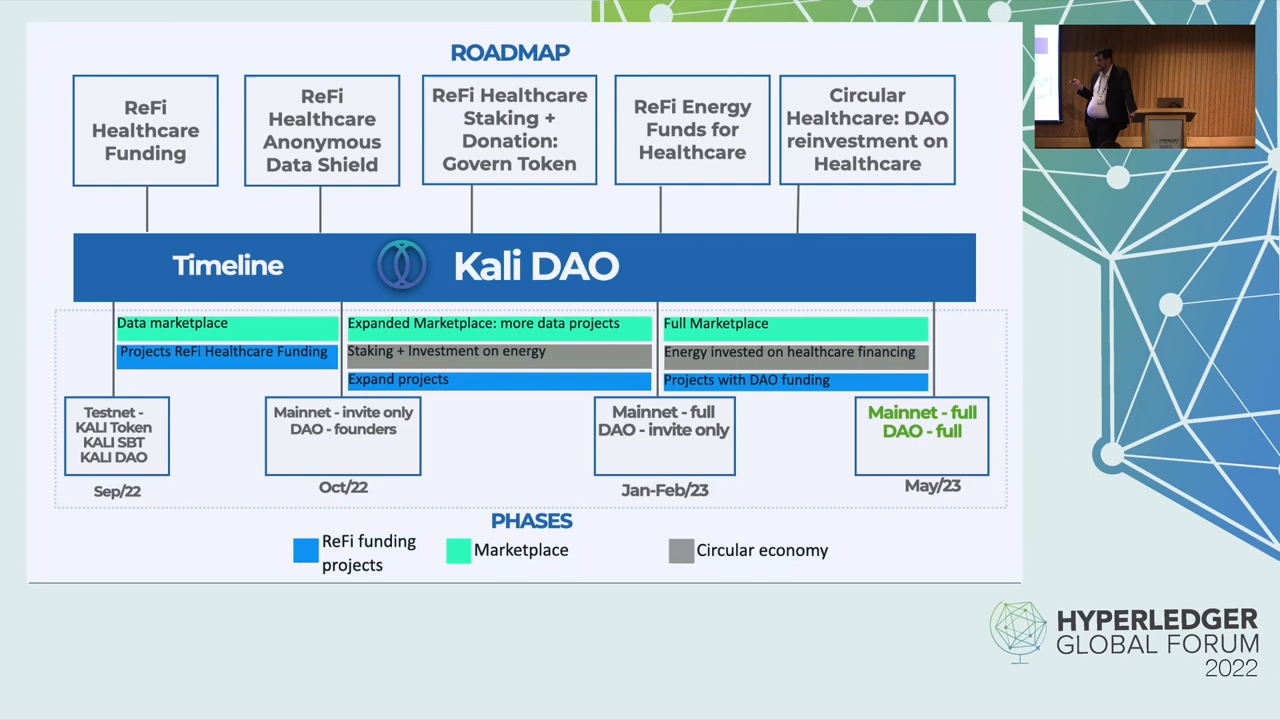 ROADMAP
ReFi
Healthcare
Funding
ReFi
Healthcare
Anonymous
Data Shield
ReFi Healthcare
Staking +
Donation:
Govern Token
ReFi Energy
Funds for
Healthcare
Circular
Healthcare: DAO
reinvestment on
Healthcare
Timeline
Kali DAO
Data marketplace
Expanded Marketplace: more data projects
Full Marketplace
Projects ReFi Healthcare Funding
Staking + Investment on energy
Energy invested on healthcare financing
Expand projects
Projects with DAO funding
Testnet -
KALI Token
KALI SBT
KALI DAO
Mainnet - invite only
DAO - founders
Mainnet - full
DAO - invite only
Mainnet - full
DAO - full
Sep/22
Oct/22
Jan-Feb/23
May/23
PHASES
ReFi funding
projects
Marketplace
Circular economy
HYPERLEDGER
GLOBAL FORUM
2022